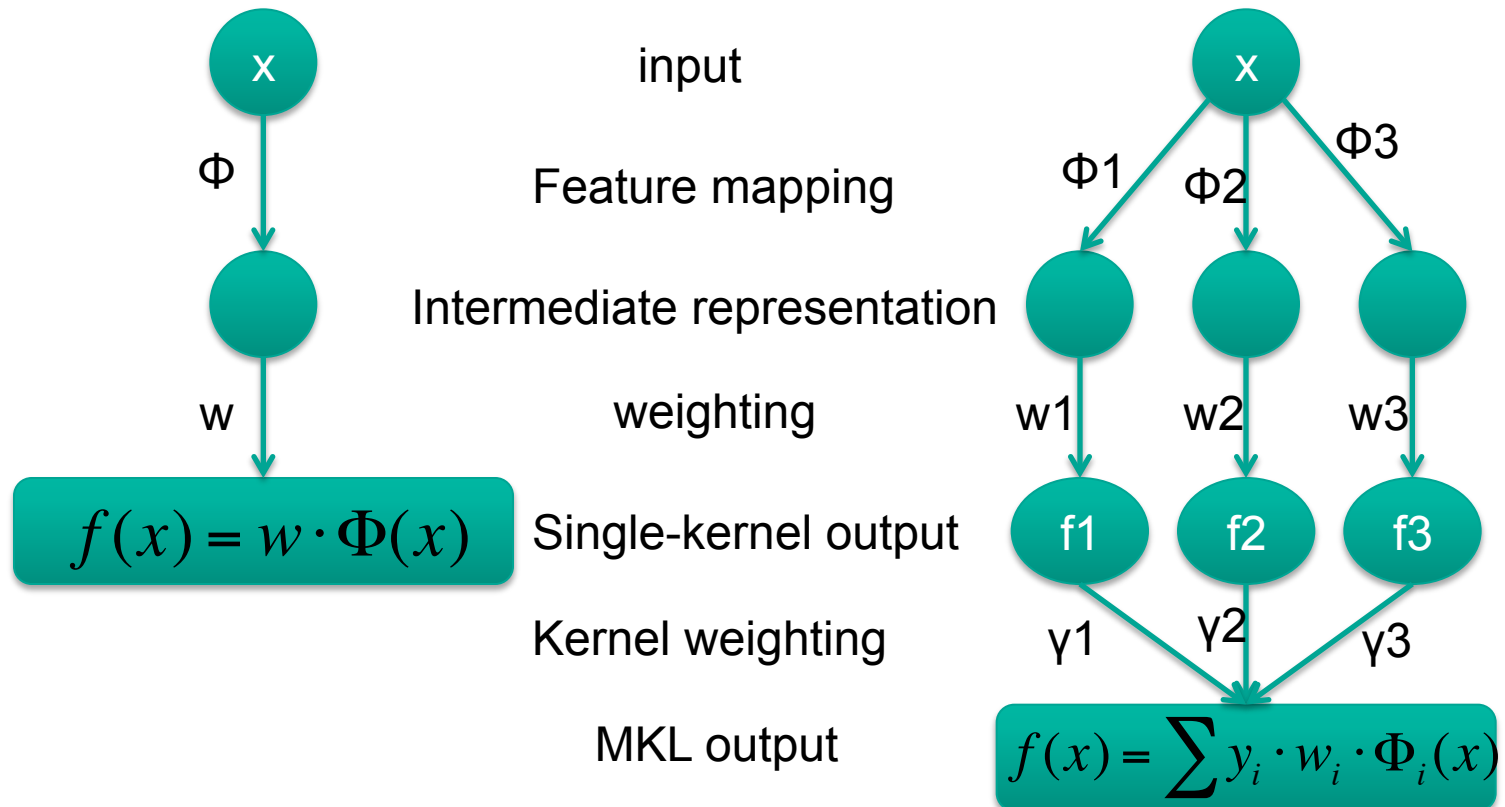 x input x
Φ Feature mapping Φ1 Φ2 Φ3
Intermediate representation
w weighting w1 w2 w3
f(x) = w · Φ(x) Single-kernel output f1 f2 f3
Kernel weighting γ1 γ2 γ3
MKL output f(x) = ∑ y_i · w_i · Φ_i(x)